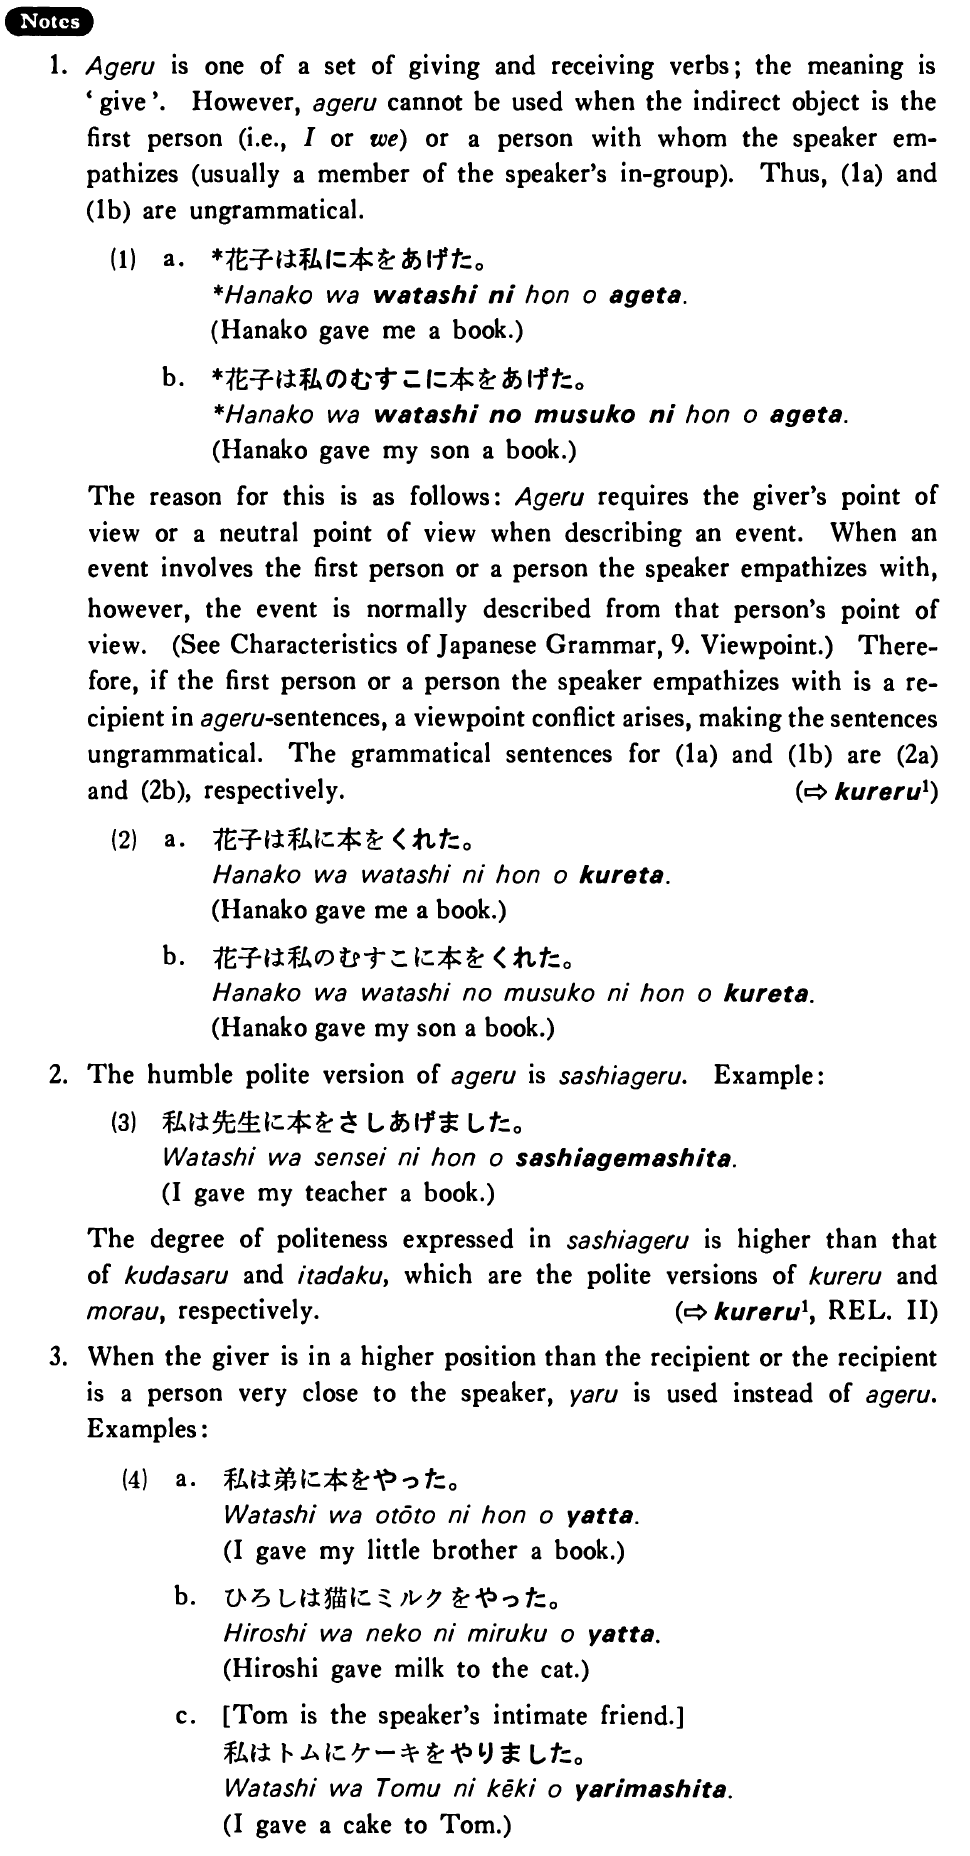 Notes
1. Ageru is one of a set of giving and receiving verbs; the meaning is
‘give’. However, ageru cannot be used when the indirect object is the
first person (i.e., I or we) or a person with whom the speaker em-
pathizes (usually a member of the speaker’s in-group). Thus, (1a) and
(1b) are ungrammatical.
(1) a. *花子は私に本をあげた。
*Hanako wa watashi ni hon o ageta.
(Hanako gave me a book.)
b. *花子は私のむすこに本をあげた。
*Hanako wa watashi no musuko ni hon o ageta.
(Hanako gave my son a book.)
The reason for this is as follows: Ageru requires the giver’s point of
view or a neutral point of view when describing an event. When an
event involves the first person or a person the speaker empathizes with,
however, the event is normally described from that person’s point of
view. (See Characteristics of Japanese Grammar, 9. Viewpoint.) There-
fore, if the first person or a person the speaker empathizes with is a re-
cipient in ageru-sentences, a viewpoint conflict arises, making the sentences
ungrammatical. The grammatical sentences for (1a) and (1b) are (2a)
and (2b), respectively. (⇨ kureru¹)
(2) a. 花子は私に本をくれた。
Hanako wa watashi ni hon o kureta.
(Hanako gave me a book.)
b. 花子は私のむすこに本をくれた。
Hanako wa watashi no musuko ni hon o kureta.
(Hanako gave my son a book.)
2. The humble polite version of ageru is sashiageru. Example:
(3) 私は先生に本をさしあげました。
Watashi wa sensei ni hon o sashiagemashita.
(I gave my teacher a book.)
The degree of politeness expressed in sashiageru is higher than that
of kudasaru and itadaku, which are the polite versions of kureru and
morau, respectively. (⇨ kureru¹, REL. II)
3. When the giver is in a higher position than the recipient or the recipient
is a person very close to the speaker, yaru is used instead of ageru.
Examples:
(4) a. 私は弟に本をやった。
Watashi wa otōto ni hon o yatta.
(I gave my little brother a book.)
b. ひろしは猫にミルクをやった。
Hiroshi wa neko ni miruku o yatta.
(Hiroshi gave milk to the cat.)
c. [Tom is the speaker’s intimate friend.]
私はトムにケーキをやりました。
Watashi wa Tomu ni kēki o yarimashita.
(I gave a cake to Tom.)